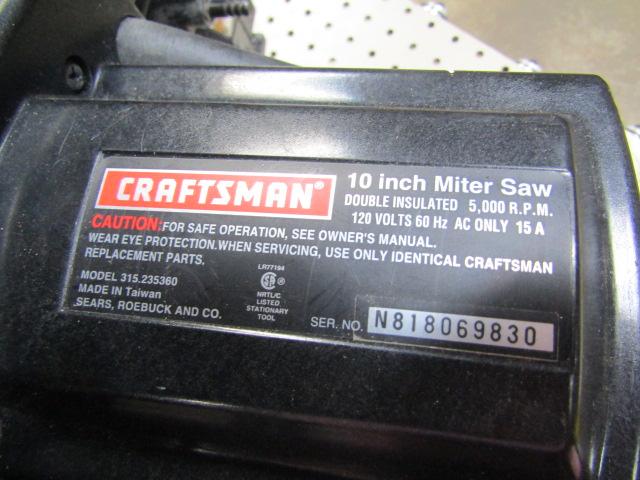 CRAFTSMAN®
10 inch Miter Saw
DOUBLE INSULATED 5,000 R.P.M.
120 VOLTS 60 Hz AC ONLY 15 A
CAUTION: FOR SAFE OPERATION, SEE OWNER'S MANUAL.
WEAR EYE PROTECTION. WHEN SERVICING, USE ONLY IDENTICAL CRAFTSMAN
REPLACEMENT PARTS.
MODEL 315.235360
MADE IN Taiwan
SEARS, ROEBUCK AND CO.
LR77194
SA ®
NRTL/C
LISTED
STATIONARY
TOOL
SER. NO. N818069830